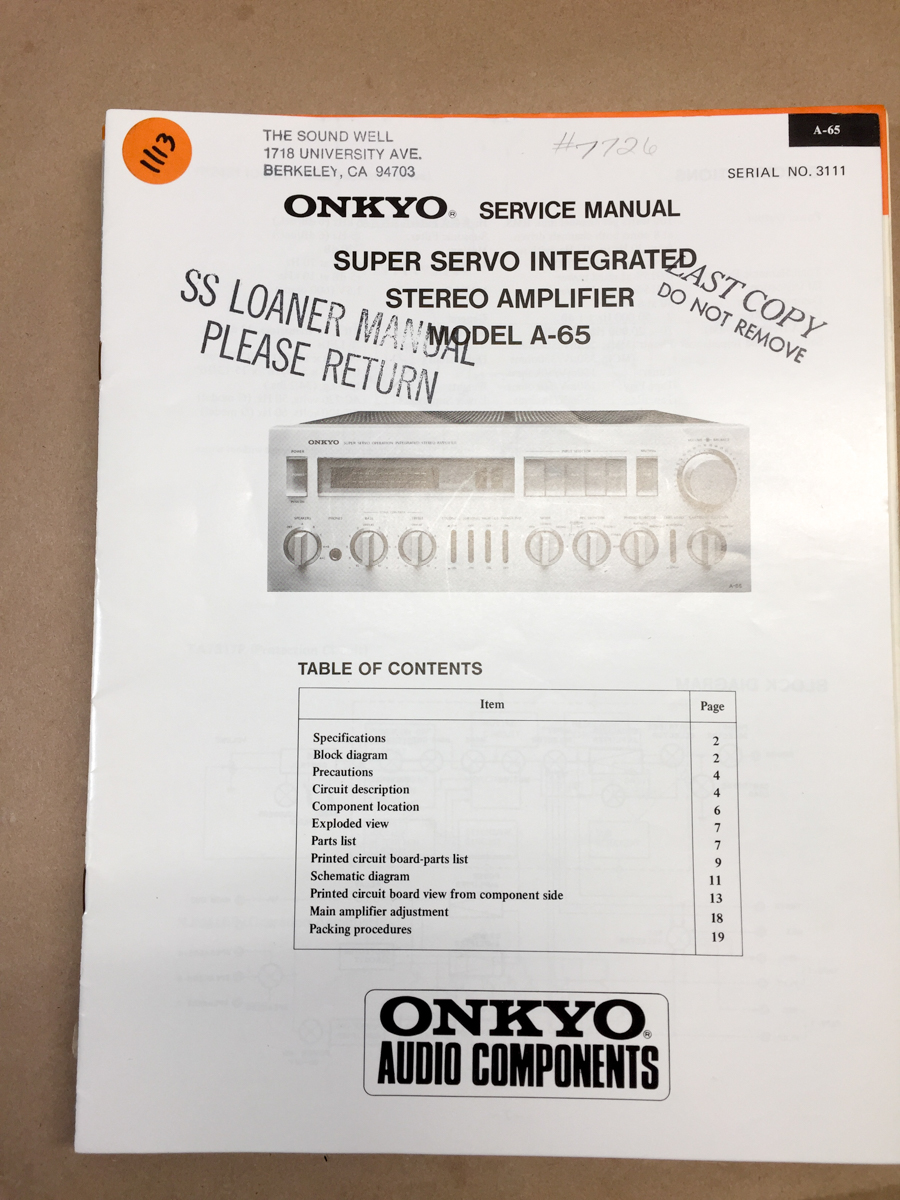 1113
THE SOUND WELL
1718 UNIVERSITY AVE.
BERKELEY, CA 94703
#7726
A-65
SERIAL NO. 3111
ONKYO® SERVICE MANUAL
SUPER SERVO INTEGRATED
STEREO AMPLIFIER
MODEL A-65
SS LOANER MANUAL
PLEASE RETURN
LAST COPY
DO NOT REMOVE
ONKYO
A-65
TABLE OF CONTENTS
Item Page
Specifications 2
Block diagram 2
Precautions 4
Circuit description 4
Component location 6
Exploded view 7
Parts list 7
Printed circuit board-parts list 9
Schematic diagram 11
Printed circuit board view from component side 13
Main amplifier adjustment 18
Packing procedures 19
ONKYO®
AUDIO COMPONENTS